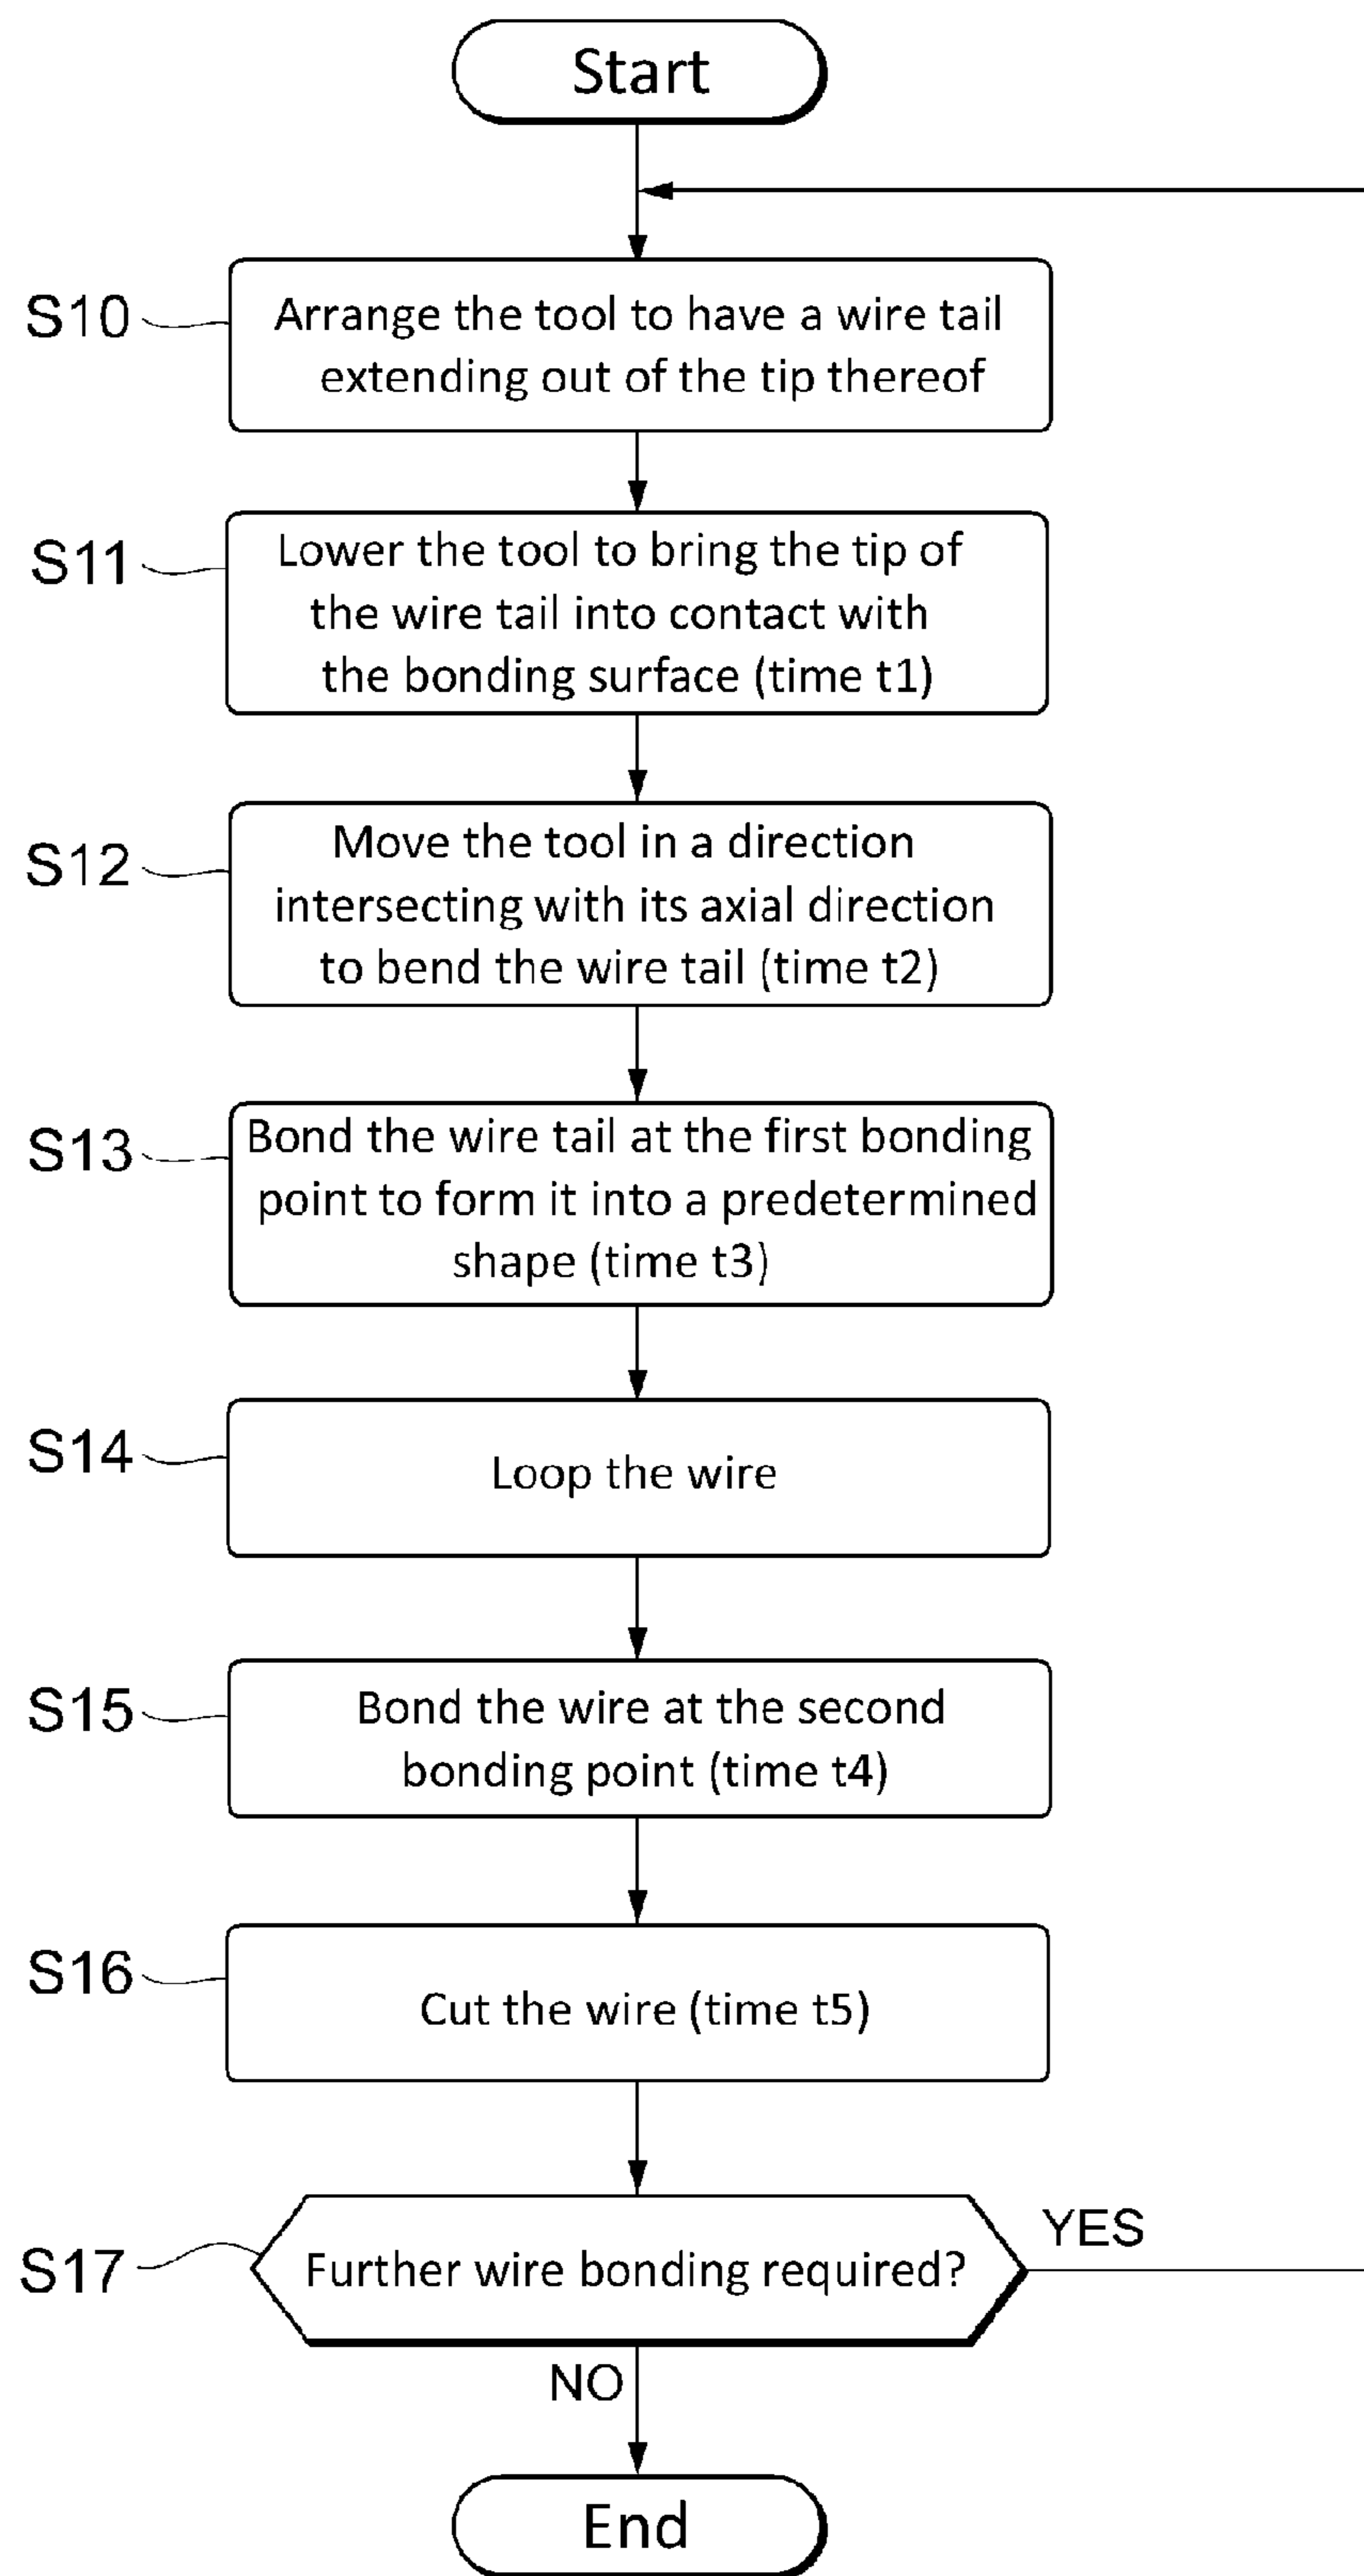 Start
S10
Arrange the tool to have a wire tail
extending out of the tip thereof
S11
Lower the tool to bring the tip of
the wire tail into contact with
the bonding surface (time t1)
S12
Move the tool in a direction
intersecting with its axial direction
to bend the wire tail (time t2)
S13
Bond the wire tail at the first bonding
point to form it into a predetermined
shape (time t3)
S14
Loop the wire
S15
Bond the wire at the second
bonding point (time t4)
S16
Cut the wire (time t5)
S17
Further wire bonding required?
YES
NO
End